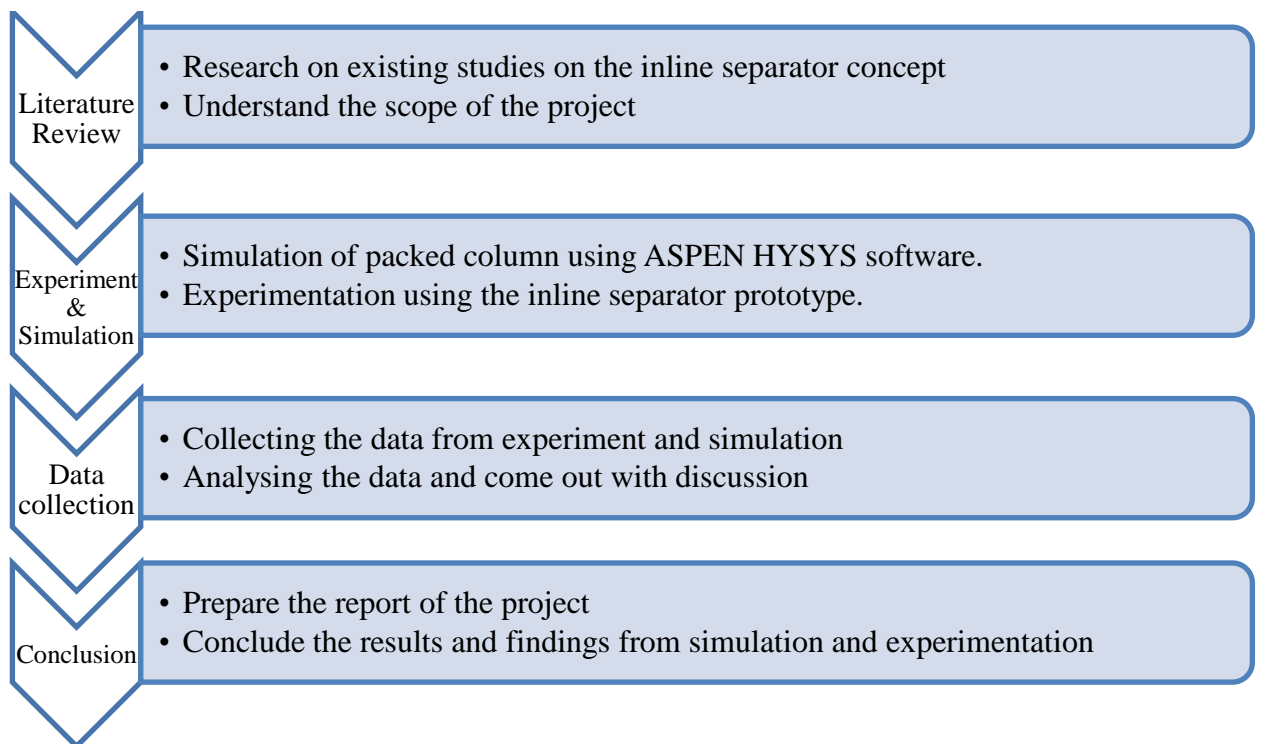 Literature
Review
• Research on existing studies on the inline separator concept
• Understand the scope of the project
Experiment
&
Simulation
• Simulation of packed column using ASPEN HYSYS software.
• Experimentation using the inline separator prototype.
Data
collection
• Collecting the data from experiment and simulation
• Analysing the data and come out with discussion
Conclusion
• Prepare the report of the project
• Conclude the results and findings from simulation and experimentation